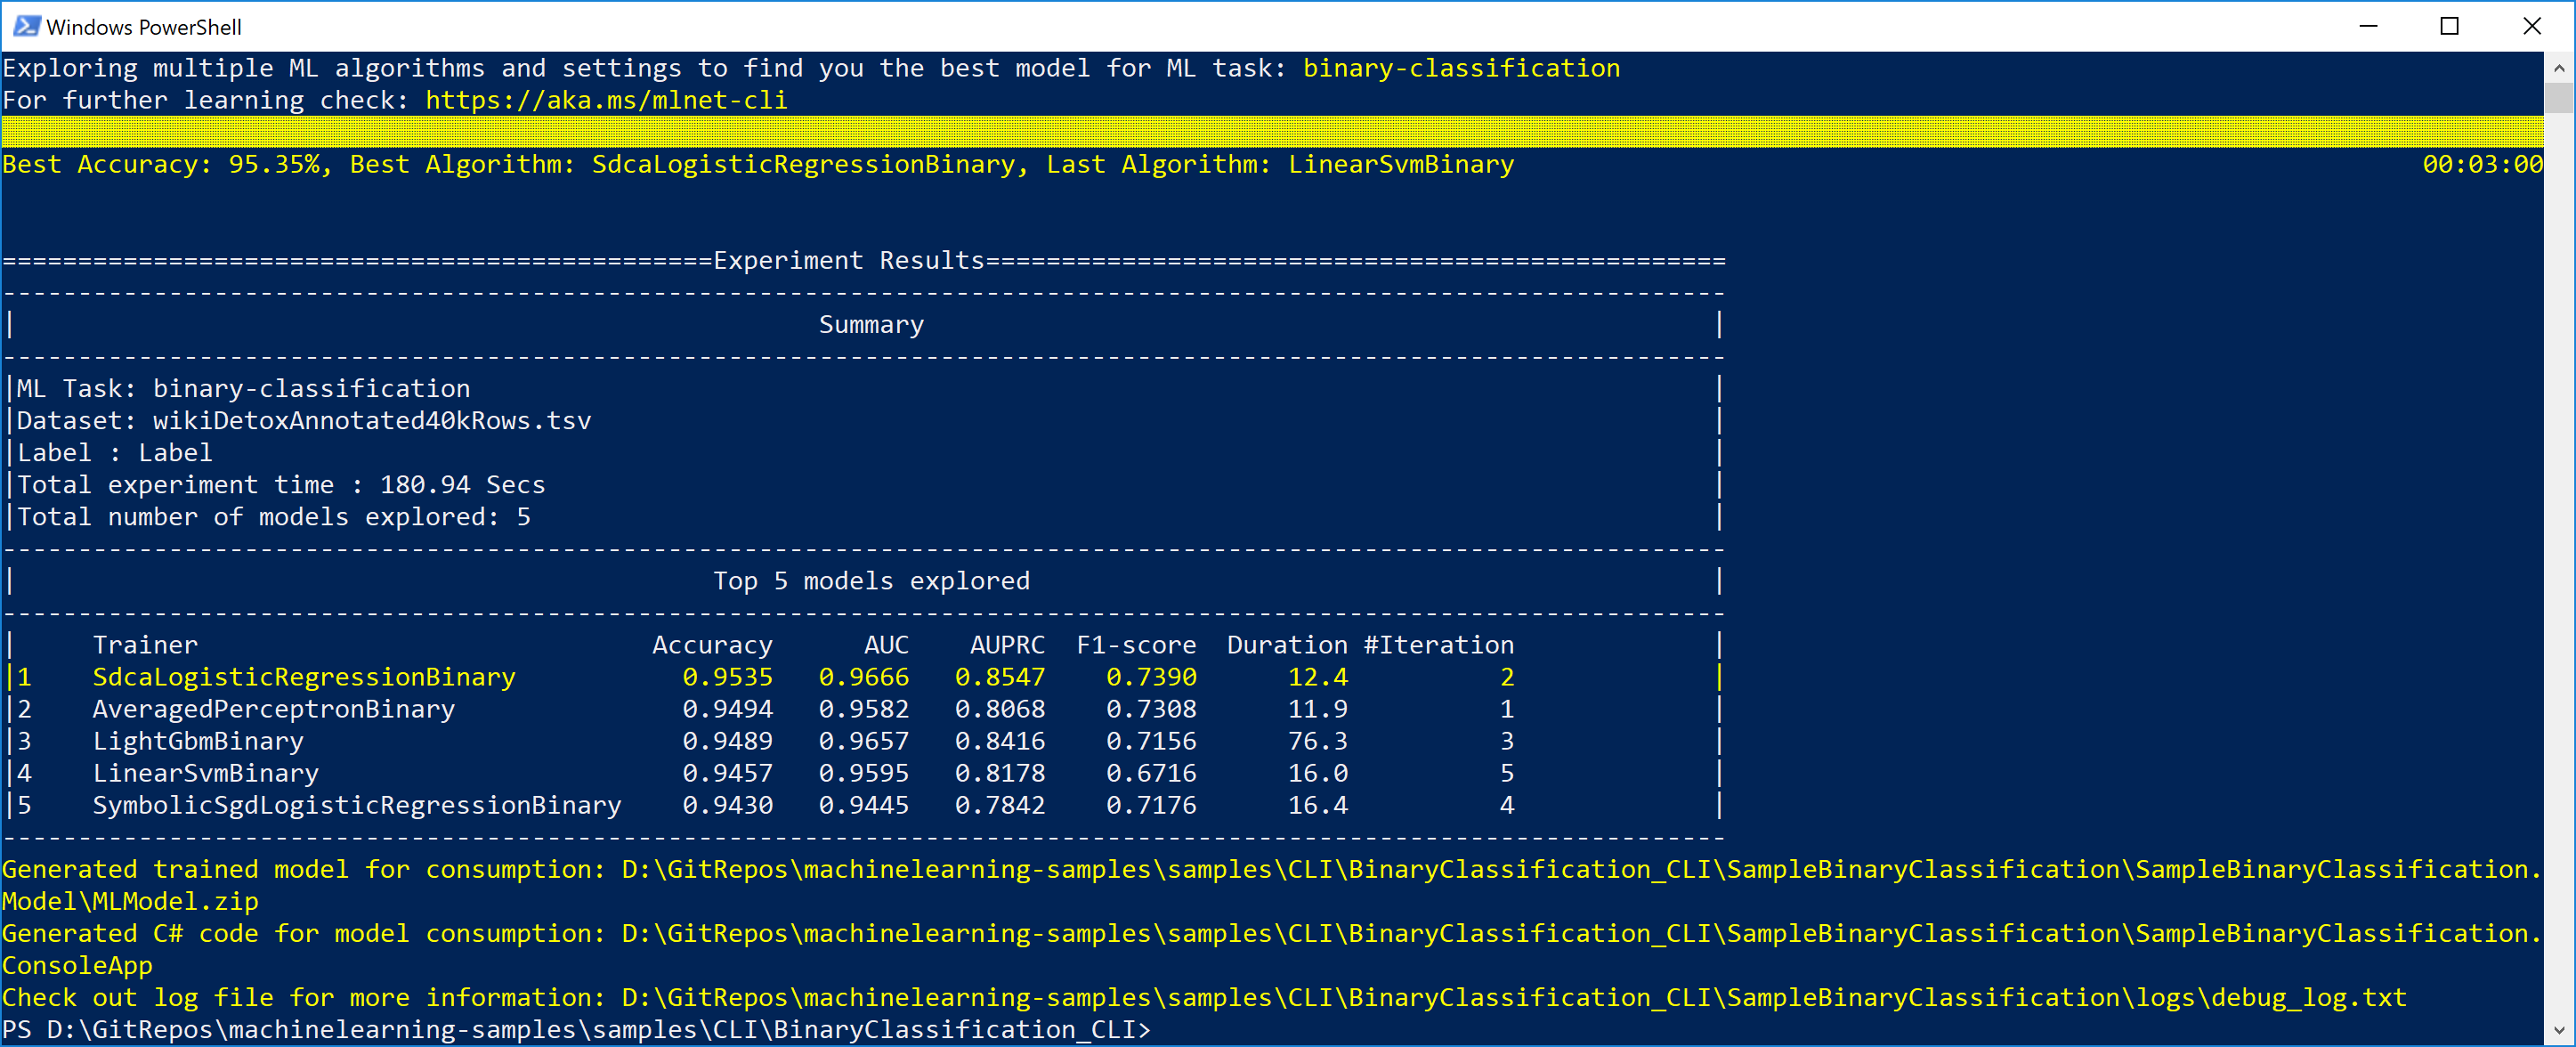 Windows PowerShell
Exploring multiple ML algorithms and settings to find you the best model for ML task: binary-classification
For further learning check: https://aka.ms/mlnet-cli
Best Accuracy: 95.35%, Best Algorithm: SdcaLogisticRegressionBinary, Last Algorithm: LinearSvmBinary 00:03:00
===============================================Experiment Results=================================================
------------------------------------------------------------------------------------------------------------------
| Summary |
------------------------------------------------------------------------------------------------------------------
|ML Task: binary-classification |
|Dataset: wikiDetoxAnnotated40kRows.tsv |
|Label : Label |
|Total experiment time : 180.94 Secs |
|Total number of models explored: 5 |
------------------------------------------------------------------------------------------------------------------
| Top 5 models explored |
------------------------------------------------------------------------------------------------------------------
| Trainer Accuracy AUC AUPRC F1-score Duration #Iteration |
|1 SdcaLogisticRegressionBinary 0.9535 0.9666 0.8547 0.7390 12.4 2 |
|2 AveragedPerceptronBinary 0.9494 0.9582 0.8068 0.7308 11.9 1 |
|3 LightGbmBinary 0.9489 0.9657 0.8416 0.7156 76.3 3 |
|4 LinearSvmBinary 0.9457 0.9595 0.8178 0.6716 16.0 5 |
|5 SymbolicSgdLogisticRegressionBinary 0.9430 0.9445 0.7842 0.7176 16.4 4 |
------------------------------------------------------------------------------------------------------------------
Generated trained model for consumption: D:\GitRepos\machinelearning-samples\samples\CLI\BinaryClassification_CLI\SampleBinaryClassification\SampleBinaryClassification.
Model\MLModel.zip
Generated C# code for model consumption: D:\GitRepos\machinelearning-samples\samples\CLI\BinaryClassification_CLI\SampleBinaryClassification\SampleBinaryClassification.
ConsoleApp
Check out log file for more information: D:\GitRepos\machinelearning-samples\samples\CLI\BinaryClassification_CLI\SampleBinaryClassification\logs\debug_log.txt
PS D:\GitRepos\machinelearning-samples\samples\CLI\BinaryClassification_CLI>